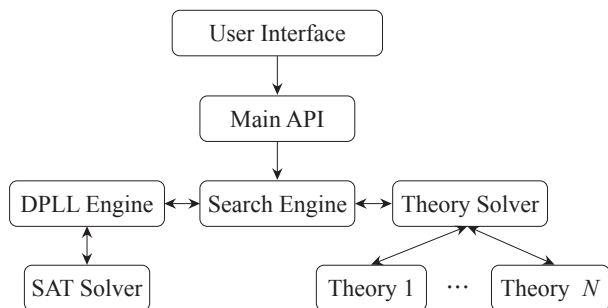 User Interface
Main API
DPLL Engine
Search Engine
Theory Solver
SAT Solver
Theory 1
...
Theory N